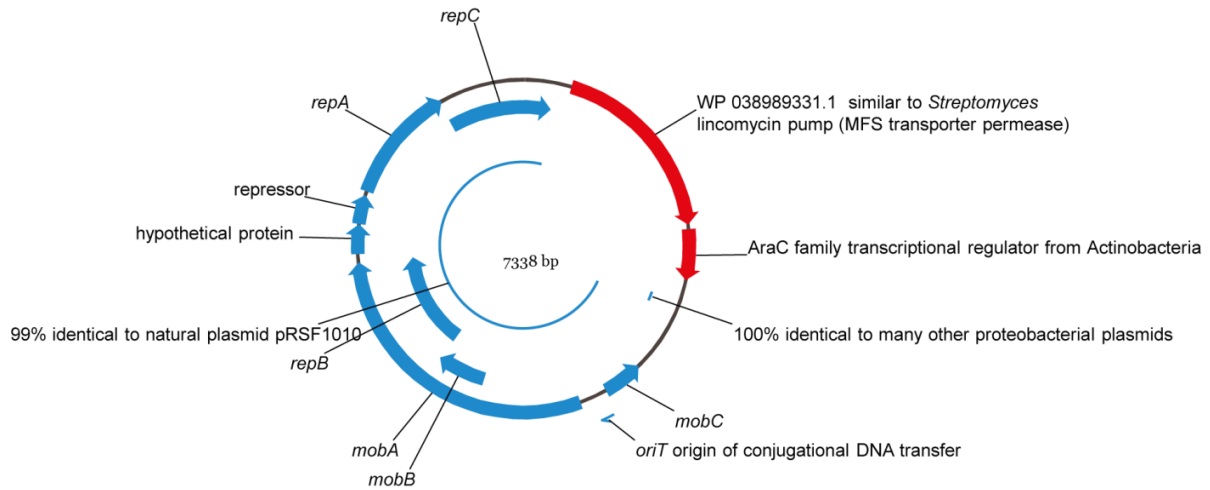 repC
repA
WP 038989331.1 similar to Streptomyces
lincomycin pump (MFS transporter permease)
repressor
hypothetical protein
AraC family transcriptional regulator from Actinobacteria
7338 bp
99% identical to natural plasmid pRSF1010
100% identical to many other proteobacterial plasmids
repB
mobC
mobA
oriT origin of conjugational DNA transfer
mobB